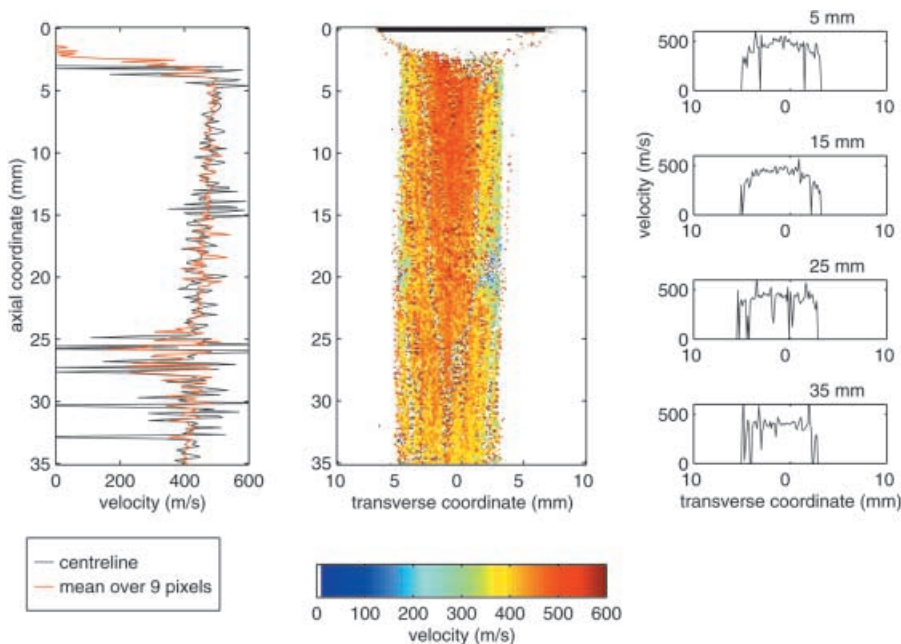 0
5
10
15
20
25
30
35
axial coordinate (mm)
0 200 400 600
velocity (m/s)
centreline
mean over 9 pixels
0
5
10
15
20
25
30
35
10 5 0 5 10
transverse coordinate (mm)
0 100 200 300 400 500 600
velocity (m/s)
5 mm
500
0
10 0 10
15 mm
500
0
10 0 10
velocity (m/s)
25 mm
500
0
10 0 10
35 mm
500
0
10 0 10
transverse coordinate (mm)